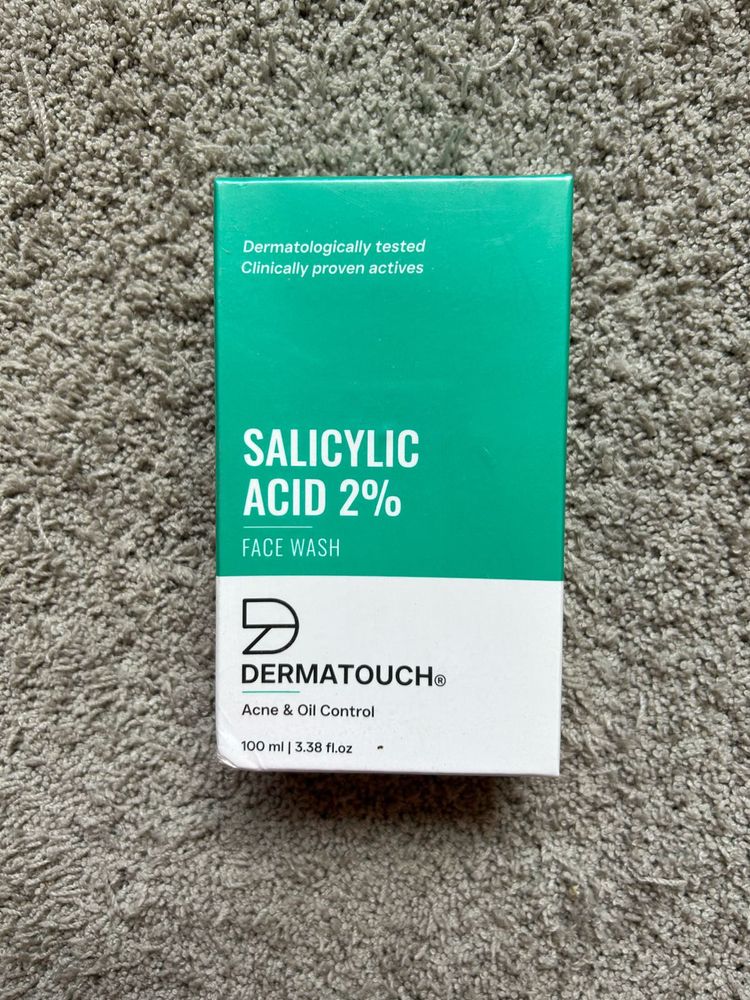 Dermatologically tested
Clinically proven actives
SALICYLIC
ACID 2%
FACE WASH
DERMATOUCH®
Acne & Oil Control
100 ml | 3.38 fl.oz